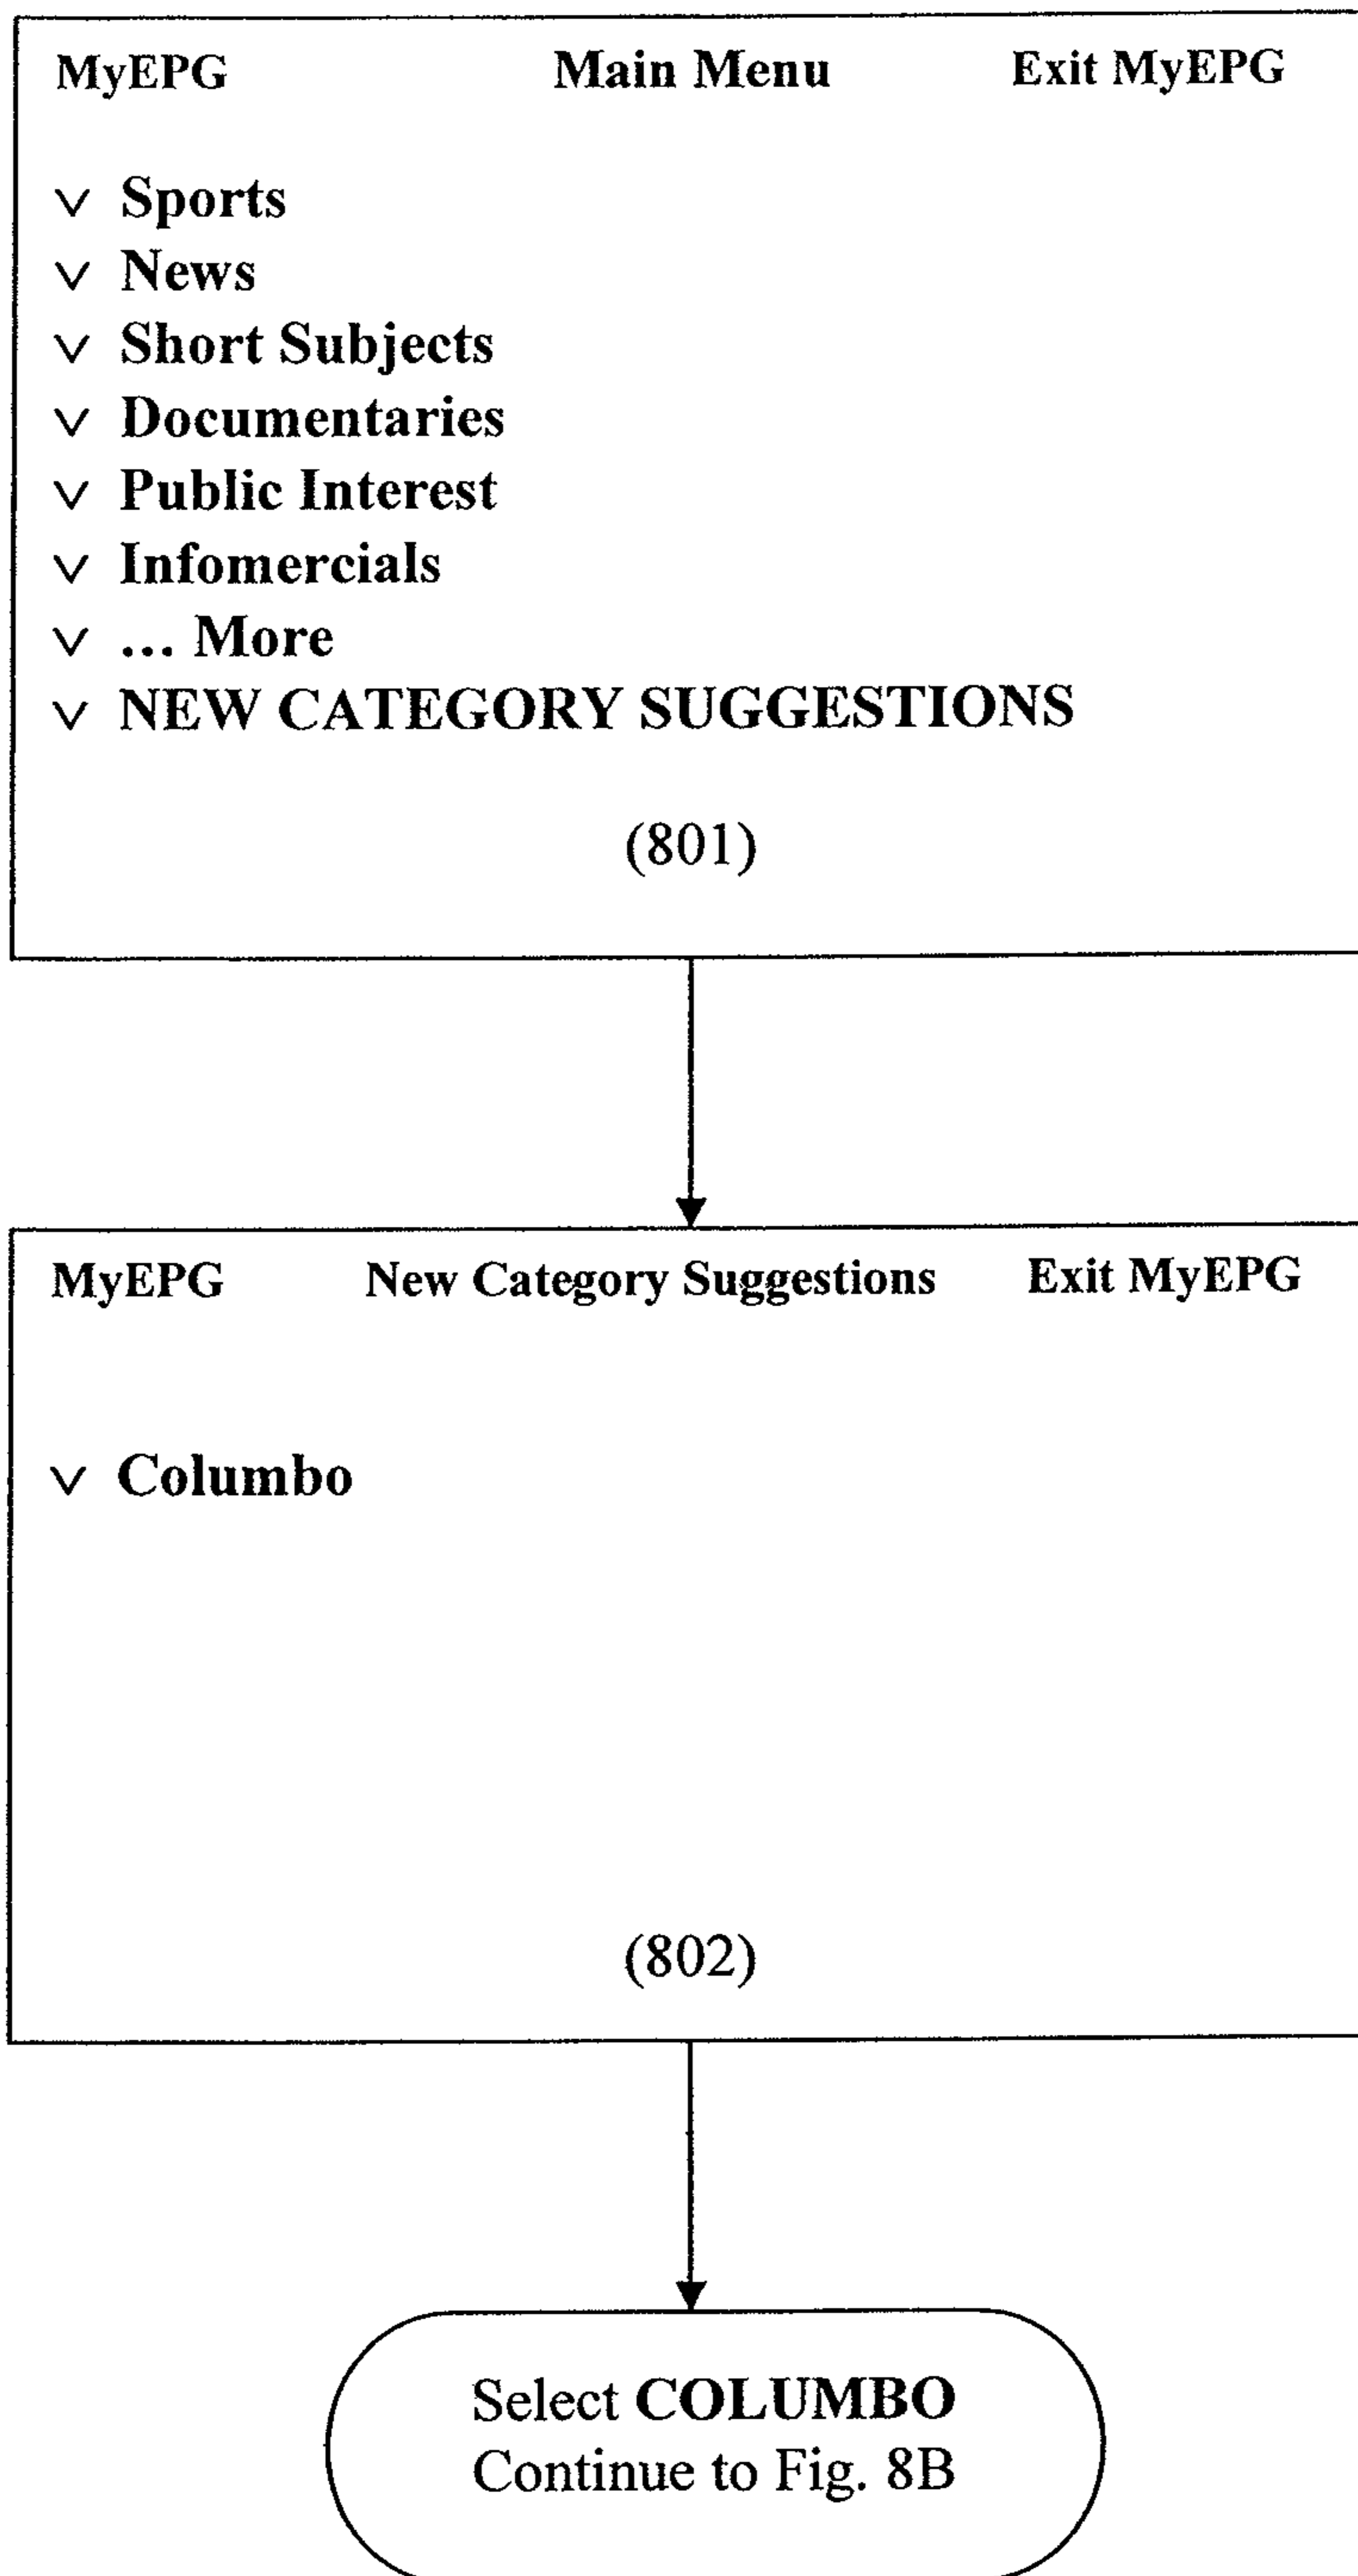 MyEPG Main Menu Exit MyEPG
v Sports
v News
v Short Subjects
v Documentaries
v Public Interest
v Infomercials
v ... More
v NEW CATEGORY SUGGESTIONS
(801)
MyEPG New Category Suggestions Exit MyEPG
v Columbo
(802)
Select COLUMBO
Continue to Fig. 8B